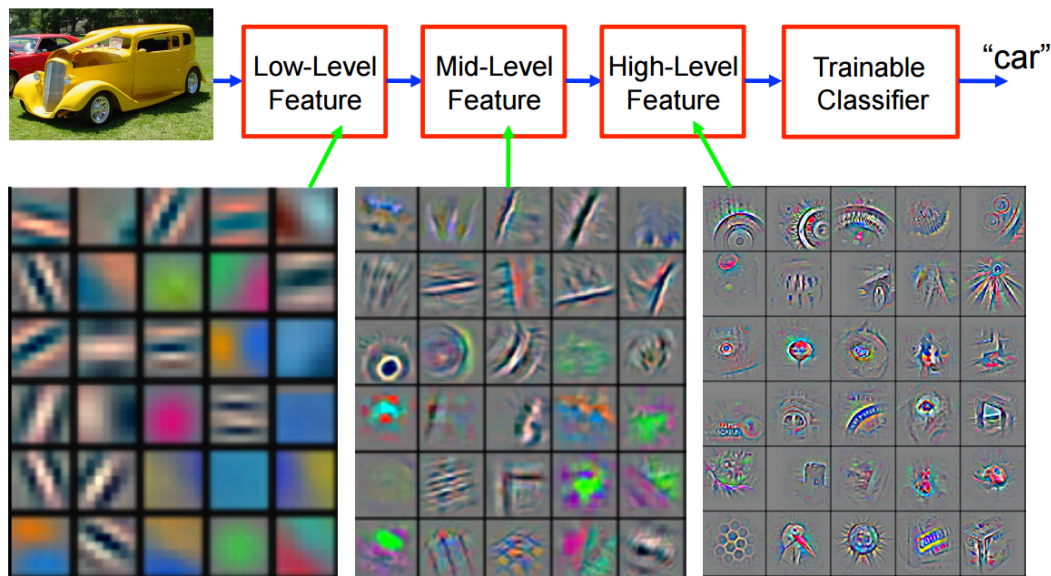 Low-Level
Feature
Mid-Level
Feature
High-Level
Feature
Trainable
Classifier
“car”